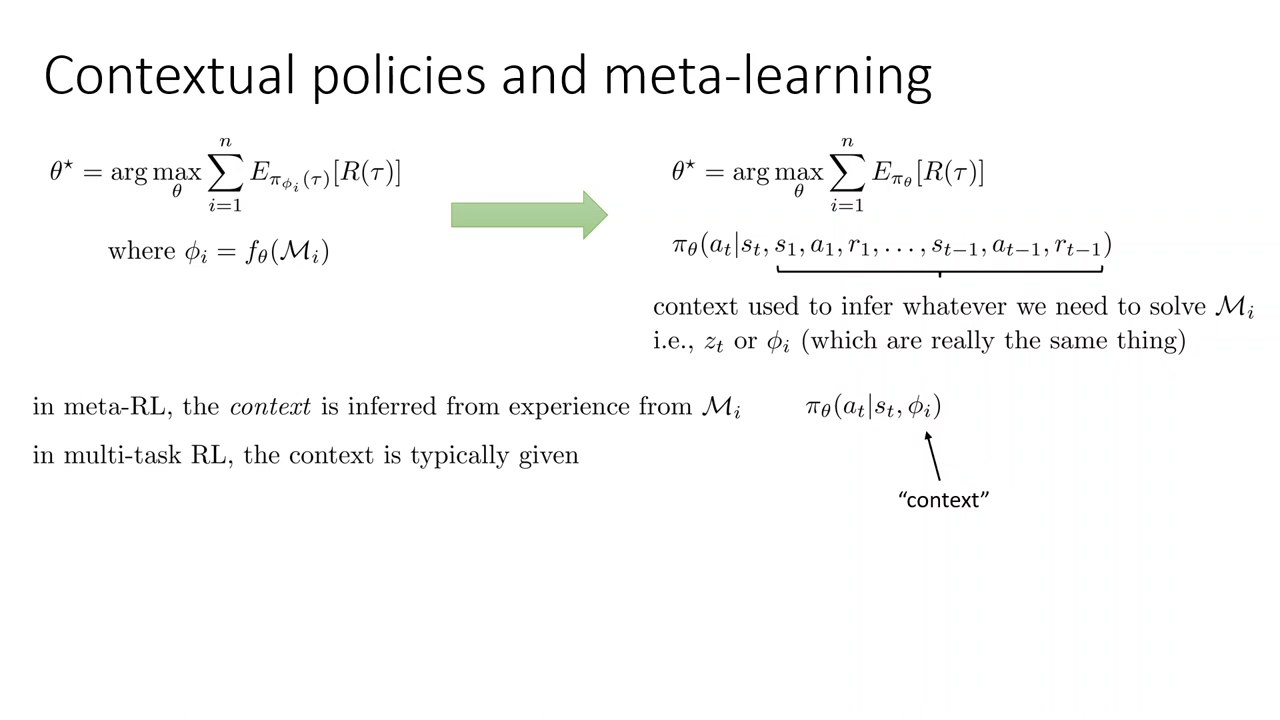 Contextual policies and meta-learning
θ⋆ = arg max_θ ∑_{i=1}^{n} E_{π_{ϕ_i}(τ)}[R(τ)]
where ϕ_i = f_θ(ℳ_i)
θ⋆ = arg max_θ ∑_{i=1}^{n} E_{π_θ}[R(τ)]
π_θ(a_t|s_t, s_1, a_1, r_1, . . . , s_{t−1}, a_{t−1}, r_{t−1})
context used to infer whatever we need to solve ℳ_i
i.e., z_t or ϕ_i (which are really the same thing)
in meta-RL, the context is inferred from experience from ℳ_i
π_θ(a_t|s_t, ϕ_i)
in multi-task RL, the context is typically given
“context”